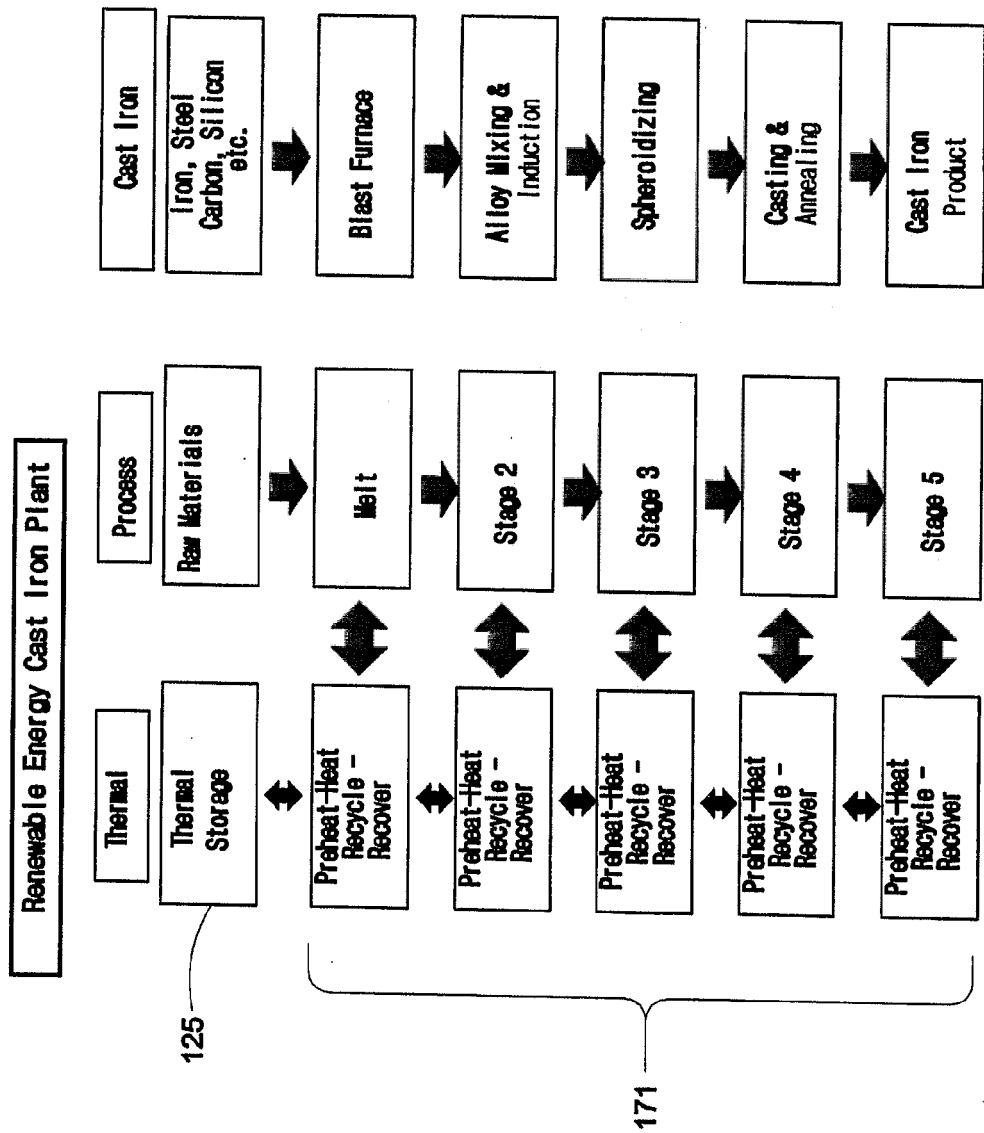 Renewable Energy Cast Iron Plant
Thermal
Thermal
Storage
Preheat-Heat
Recycle -
Recover
Preheat-Heat
Recycle -
Recover
Preheat-Heat
Recycle -
Recover
Preheat-Heat
Recycle -
Recover
Preheat-Heat
Recycle -
Recover
125
171
Process
Raw Materials
Melt
Stage 2
Stage 3
Stage 4
Stage 5
Cast Iron
Iron, Steel
Carbon, Silicon
etc.
Blast Furnace
Alloy Mixing &
Induction
Spheroidizing
Casting &
Annealing
Cast Iron
Product